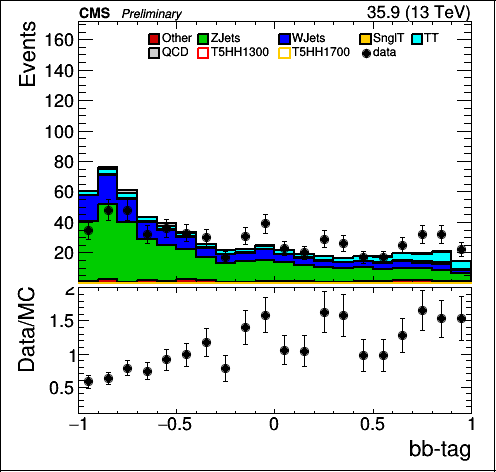 CMS Preliminary 35.9 (13 TeV)
Events
160
140
120
100
80
60
40
20
Other ZJets WJets SnglT TT
QCD T5HH1300 T5HH1700 data
Data/MC
2
1.5
1
0.5
−1 −0.5 0 0.5 1
bb-tag